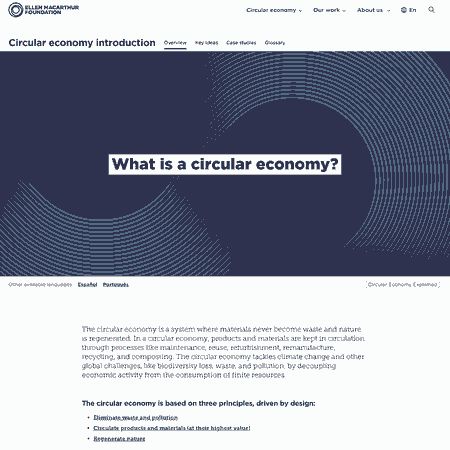 ELLEN MACARTHUR
FOUNDATION
Circular economy Our work About us En
Circular economy introduction Overview Key ideas Case studies Glossary
What is a circular economy?
Other available languages Español Português Circular Economy Explained
The circular economy is a system where materials never become waste and nature
is regenerated. In a circular economy, products and materials are kept in circulation
through processes like maintenance, reuse, refurbishment, remanufacture,
recycling, and composting. The circular economy tackles climate change and other
global challenges, like biodiversity loss, waste, and pollution, by decoupling
economic activity from the consumption of finite resources.
The circular economy is based on three principles, driven by design:
Eliminate waste and pollution
Circulate products and materials (at their highest value)
Regenerate nature